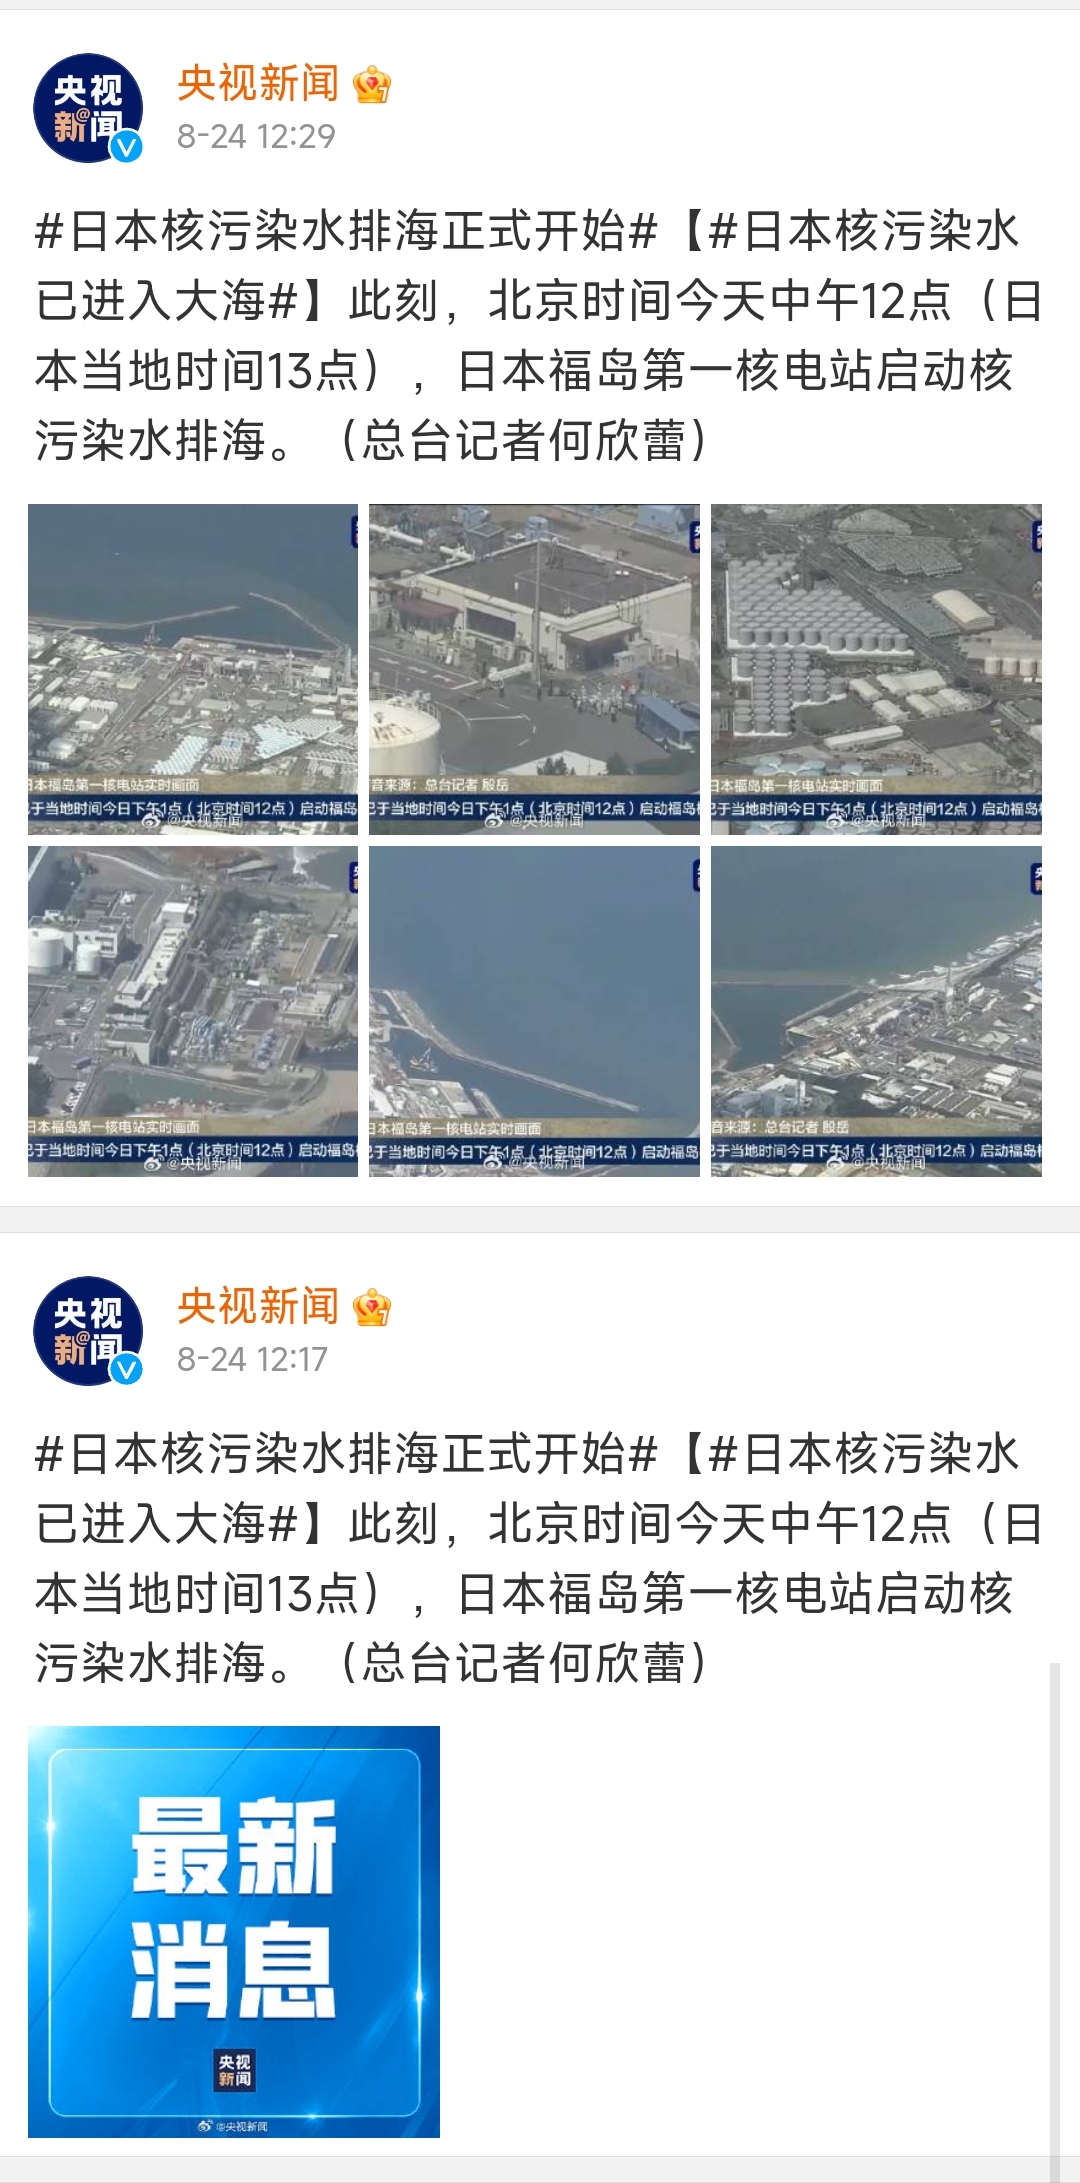 央视
新闻
央视新闻
8-24 12:29
#日本核污染水排海正式开始#【#日本核污染水
已进入大海#】此刻，北京时间今天中午12点（日
本当地时间13点），日本福岛第一核电站启动核
污染水排海。（总台记者何欣蕾）
日本福岛第一核电站实时画面
已于当地时间今日下午1点（北京时间12点）启动福岛
@央视新闻
音来源：总台记者 殷岳
已于当地时间今日下午1点（北京时间12点）启动福岛
@央视新闻
日本福岛第一核电站实时画面
已于当地时间今日下午1点（北京时间12点）启动福岛
@央视新闻
日本福岛第一核电站实时画面
已于当地时间今日下午1点（北京时间12点）启动福岛
@央视新闻
日本福岛第一核电站实时画面
已于当地时间今日下午1点（北京时间12点）启动福岛
@央视新闻
音来源：总台记者 殷岳
已于当地时间今日下午1点（北京时间12点）启动福岛
@央视新闻
央视
新闻
央视新闻
8-24 12:17
#日本核污染水排海正式开始#【#日本核污染水
已进入大海#】此刻，北京时间今天中午12点（日
本当地时间13点），日本福岛第一核电站启动核
污染水排海。（总台记者何欣蕾）
最新
消息
央视
新闻
@央视新闻